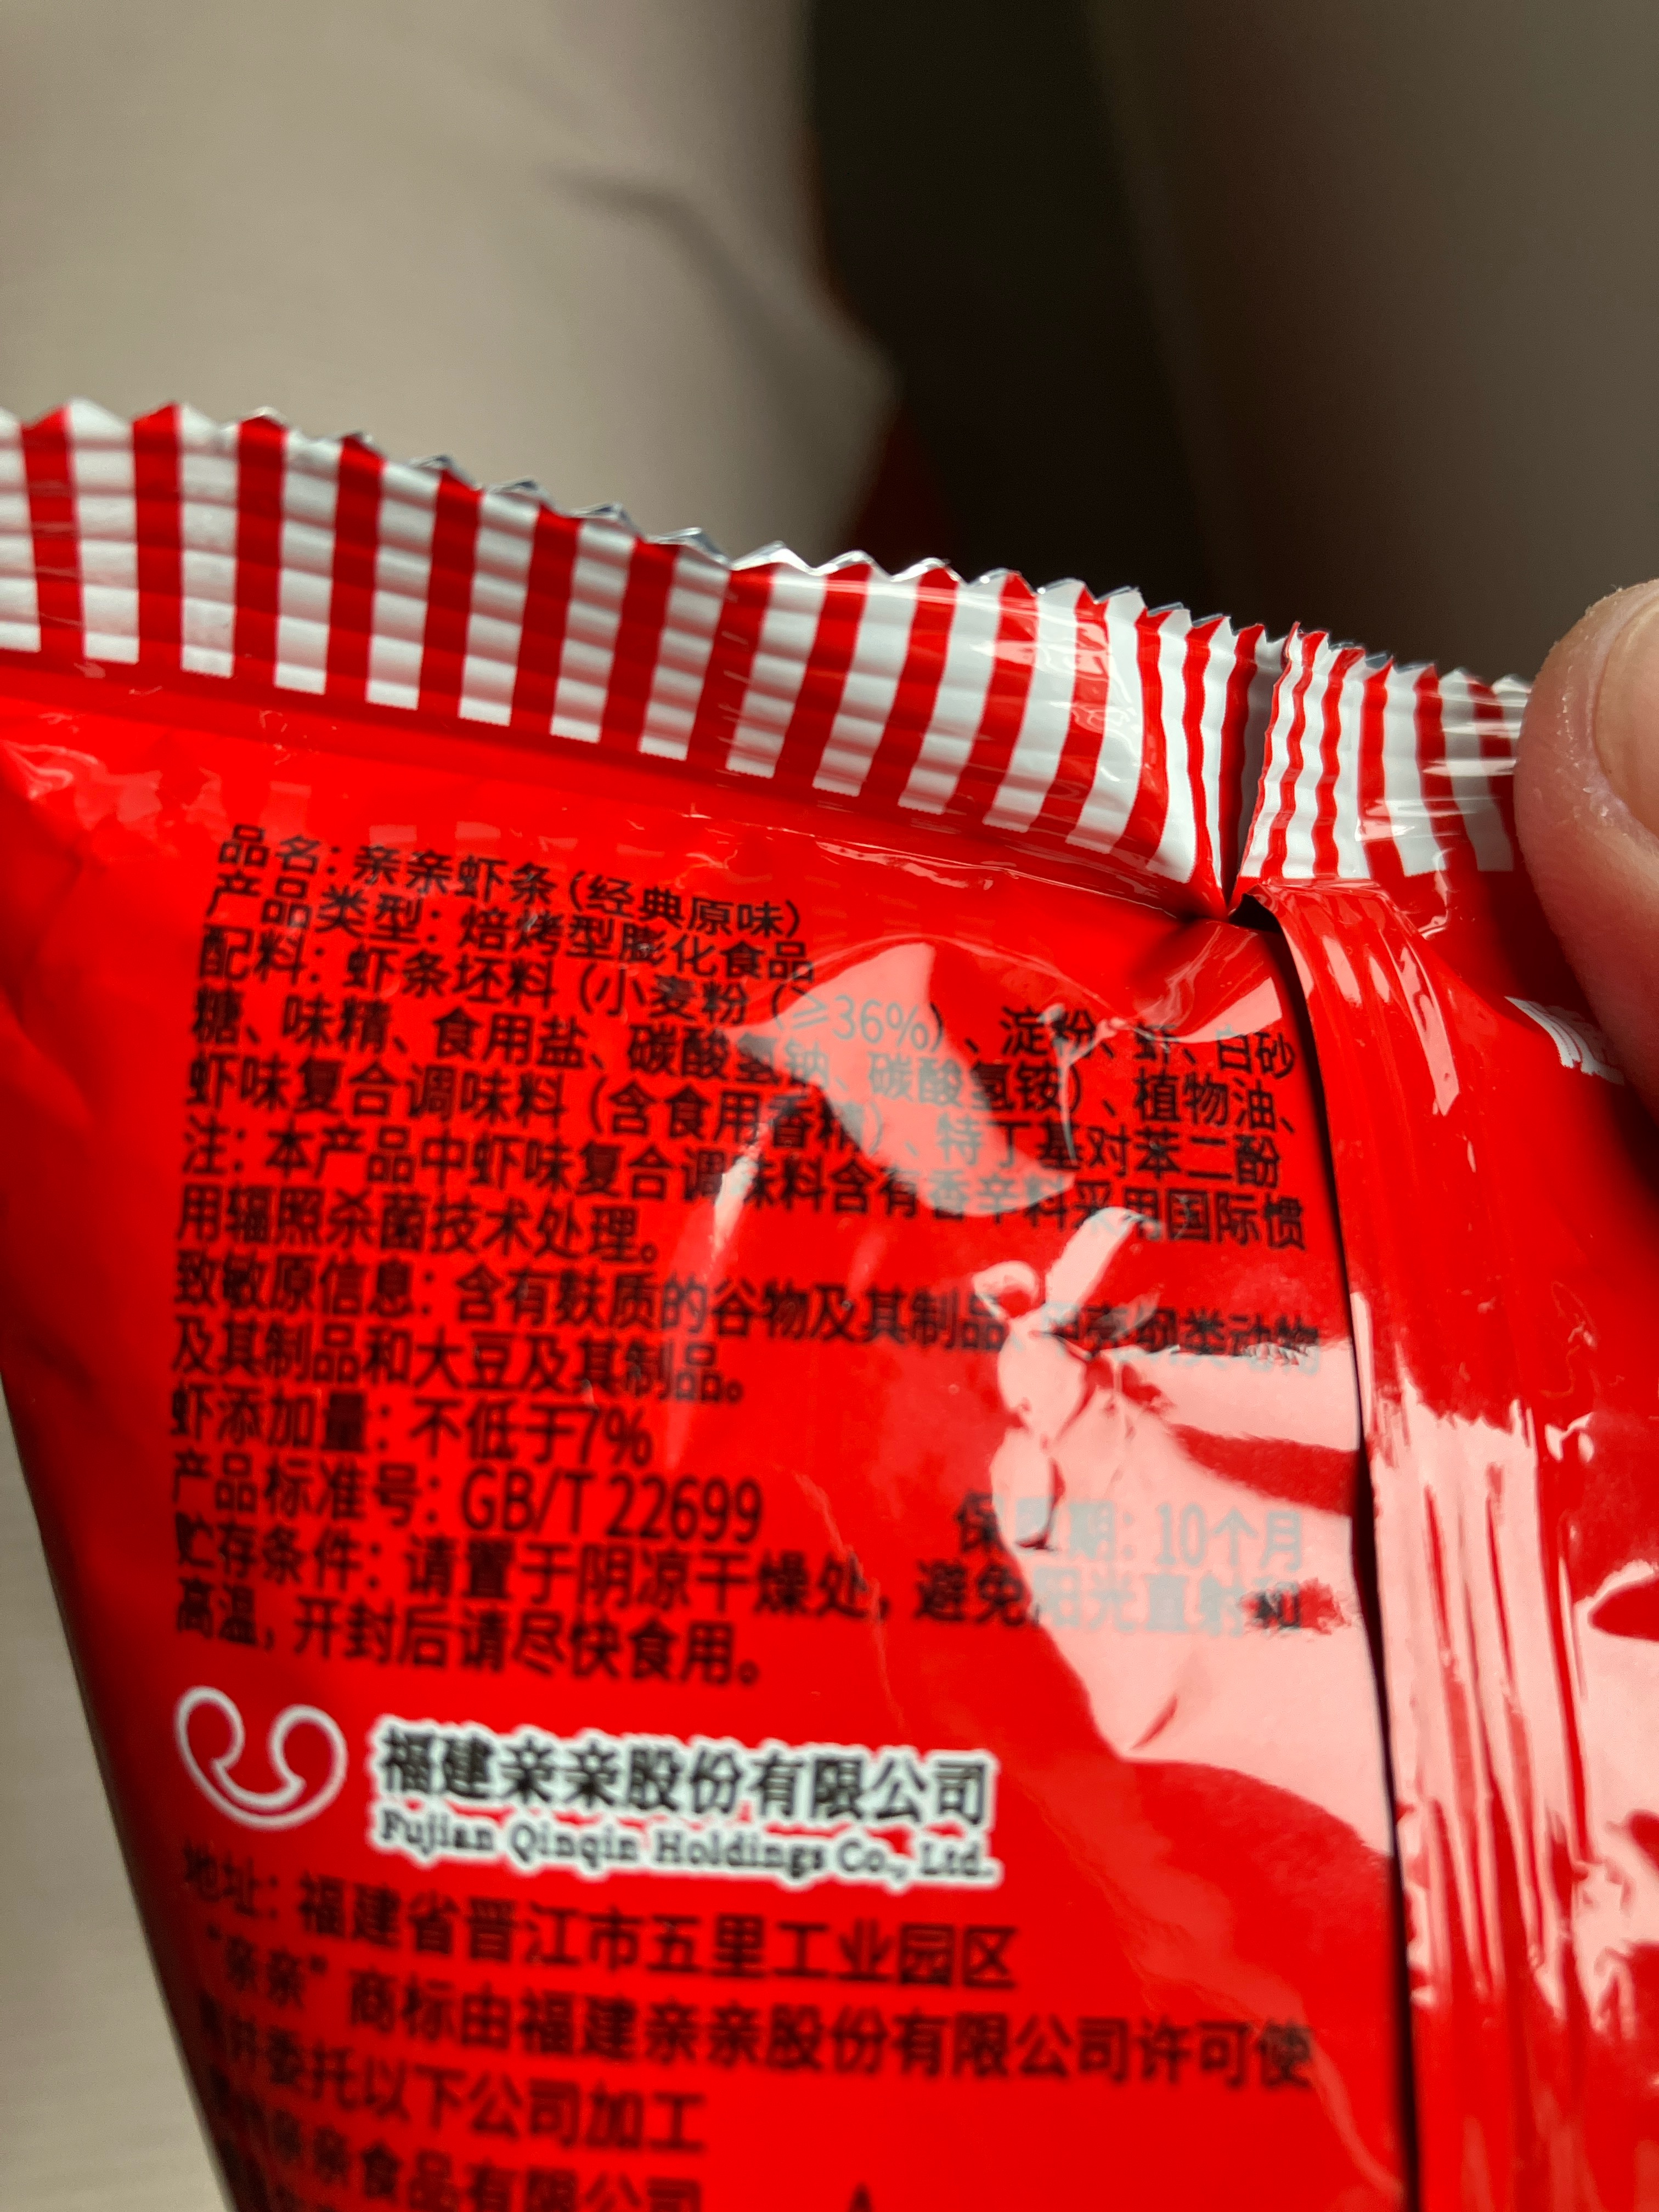 品名：亲亲虾条（经典原味）
产品类型：焙烤型膨化食品
配料：虾条坯料（小麦粉（≥36%）、淀粉、虾、白砂
糖、味精、食用盐、碳酸氢钠、碳酸氢铵）、植物油、
虾味复合调味料（含食用香精）、特丁基对苯二酚
注：本产品中虾味复合调味料含有香辛料采用国际惯
用辐照杀菌技术处理。
致敏原信息：含有麸质的谷物及其制品、甲壳纲类动物
及其制品和大豆及其制品。
虾添加量：不低于7%
产品标准号：GB/T 22699 保质期：10个月
贮存条件：请置于阴凉干燥处，避免阳光直射和
高温，开封后请尽快食用。
福建亲亲股份有限公司
Fujian Qinqin Holdings Co., Ltd.
地址：福建省晋江市五里工业园区
“亲亲”商标由福建亲亲股份有限公司许可使
用并委托以下公司加工
亲亲食品有限公司